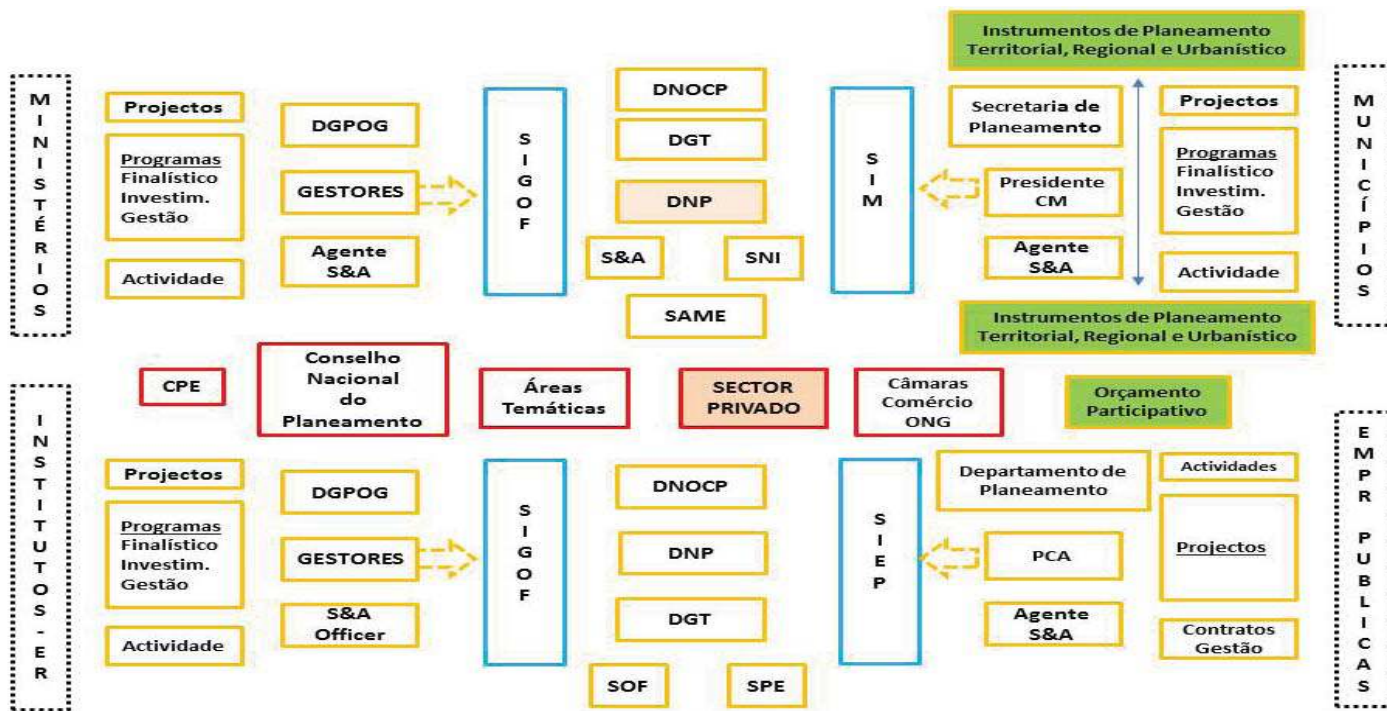 MINISTÉRIOS
Projectos
Programas
Finalístico
Investim.
Gestão
Actividade
DGPOG
GESTORES
Agente
S&A
SIGOF
DNOCP
DGT
DNP
S&A
SNI
SAME
SIM
Instrumentos de Planeamento
Territorial, Regional e Urbanístico
Secretaria de
Planeamento
Presidente
CM
Agente
S&A
Projectos
Programas
Finalístico
Investim.
Gestão
Actividade
Instrumentos de Planeamento
Territorial, Regional e Urbanístico
MUNICÍPIOS
CPE
Conselho
Nacional
do
Planeamento
Áreas
Temáticas
SECTOR
PRIVADO
Câmaras
Comércio
ONG
Orçamento
Participativo
INSTITUTOS-ER
Projectos
Programas
Finalístico
Investim.
Gestão
Actividade
DGPOG
GESTORES
S&A
Officer
SIGOF
DNOCP
DNP
DGT
SOF
SPE
SIEP
Departamento de
Planeamento
PCA
Agente
S&A
Actividades
Projectos
Contratos
Gestão
EMPR PUBLICAS